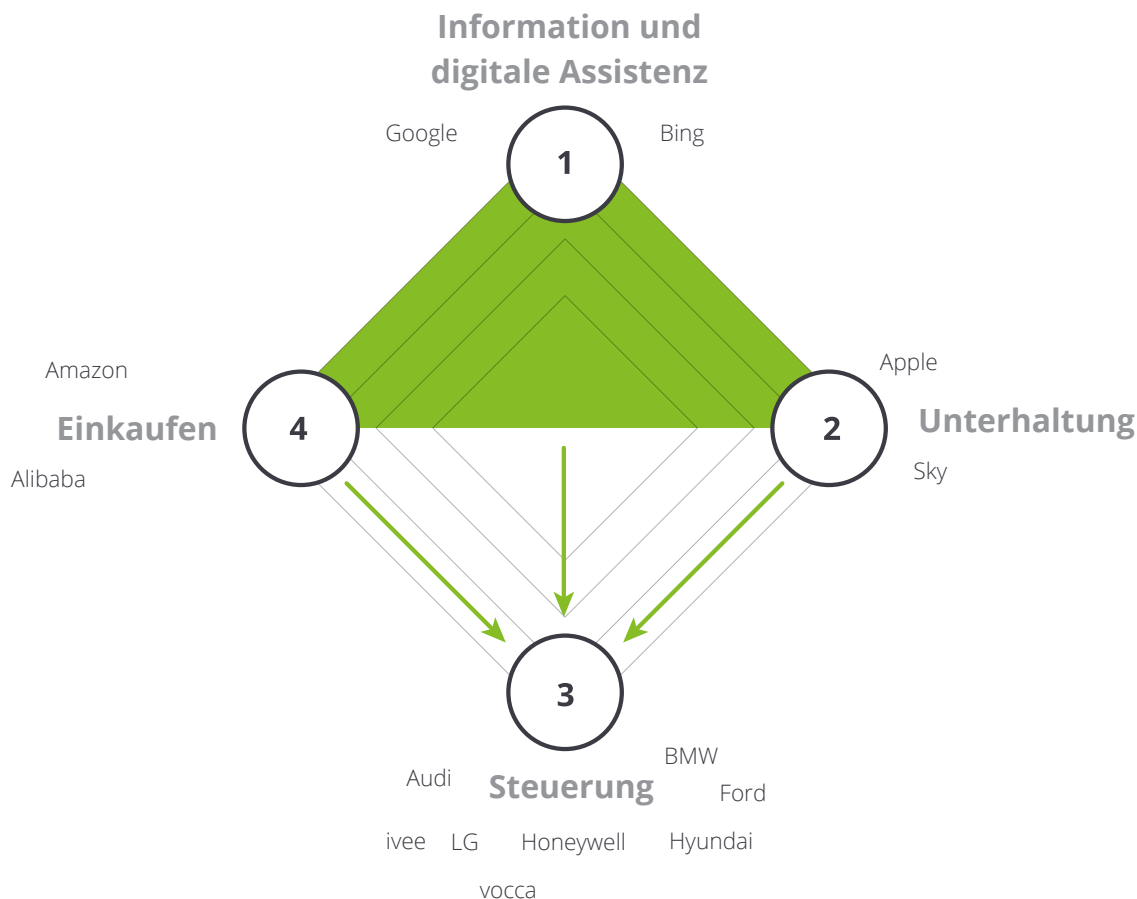 Information und
digitale Assistenz
Google
1
Bing
Amazon
Apple
Einkaufen
4
2
Unterhaltung
Alibaba
Sky
3
BMW
Audi
Steuerung
Ford
ivee
LG
Honeywell
Hyundai
vocca